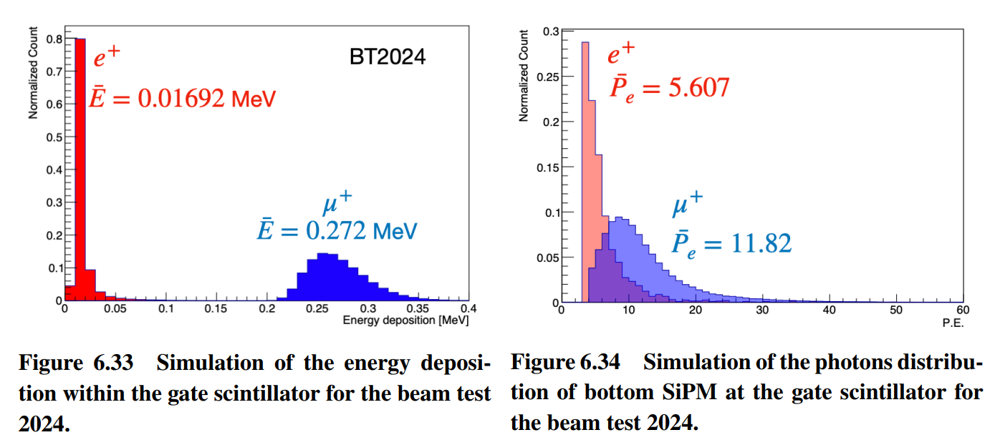 Normalized Count
0.8
0.7
0.6
0.5
0.4
0.3
0.2
0.1
0
e⁺
Ē = 0.01692 MeV
BT2024
μ⁺
Ē = 0.272 MeV
0 0.05 0.1 0.15 0.2 0.25 0.3 0.35 0.4
Energy deposition [MeV]
Figure 6.33 Simulation of the energy deposi-
tion within the gate scintillator for the beam test
2024.
Normalized Count
0.3
0.25
0.2
0.15
0.1
0.05
0
e⁺
P̄ₑ = 5.607
μ⁺
P̄ₑ = 11.82
0 10 20 30 40 50 60
P.E.
Figure 6.34 Simulation of the photons distribu-
tion of bottom SiPM at the gate scintillator for
the beam test 2024.